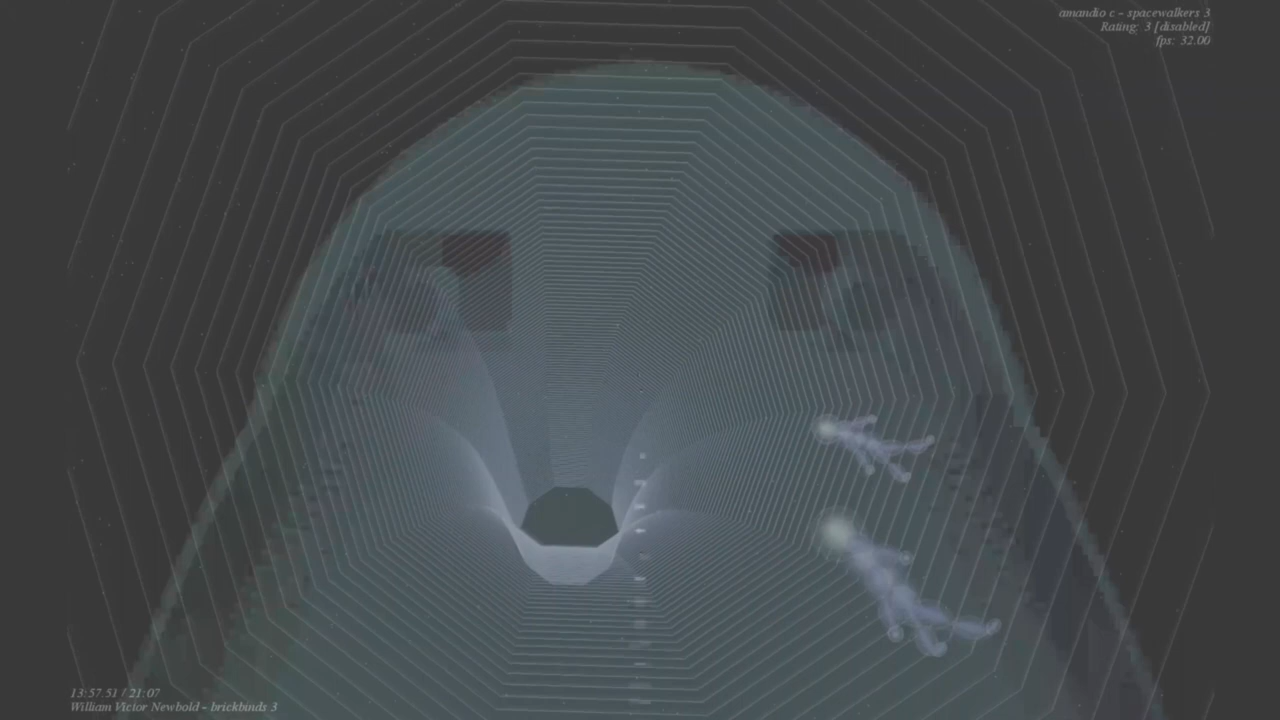 amandio c - spacewalkers 3
Rating: 3 [disabled]
fps: 32.00
13:57.51 / 21:07
William Victor Newbold - brickbinds 3